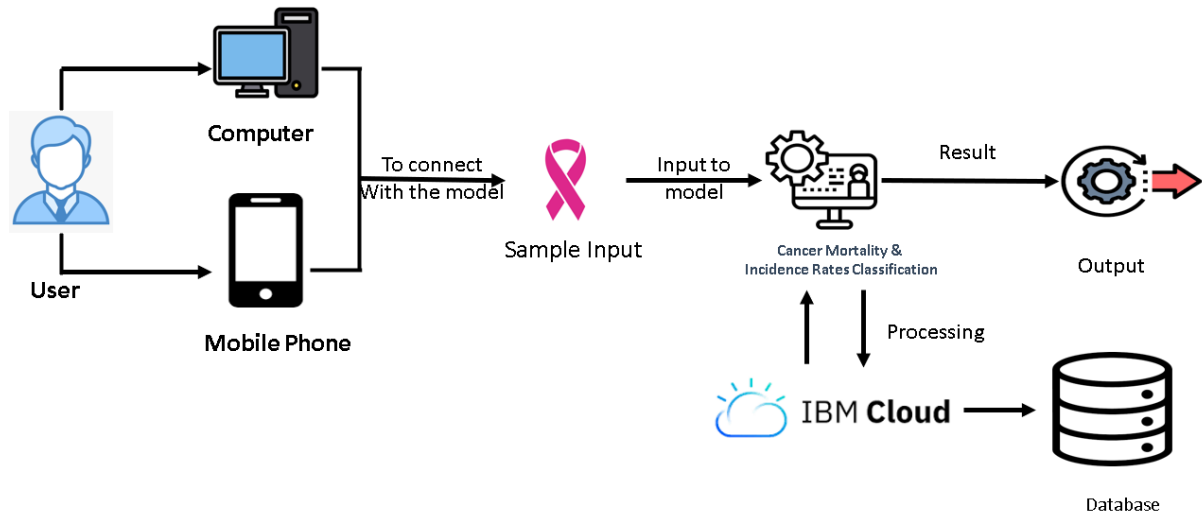 Computer
User
Mobile Phone
To connect
With the model
Sample Input
Input to
model
Cancer Mortality &
Incidence Rates Classification
Result
Output
Processing
IBM Cloud
Database